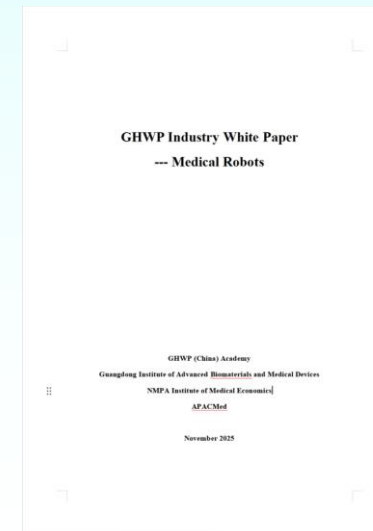 GHWP Industry White Paper
--- Medical Robots
GHWP (China) Academy
Guangdong Institute of Advanced Biomaterials and Medical Devices
NMPA Institute of Medical Economics
APACMed
November 2025